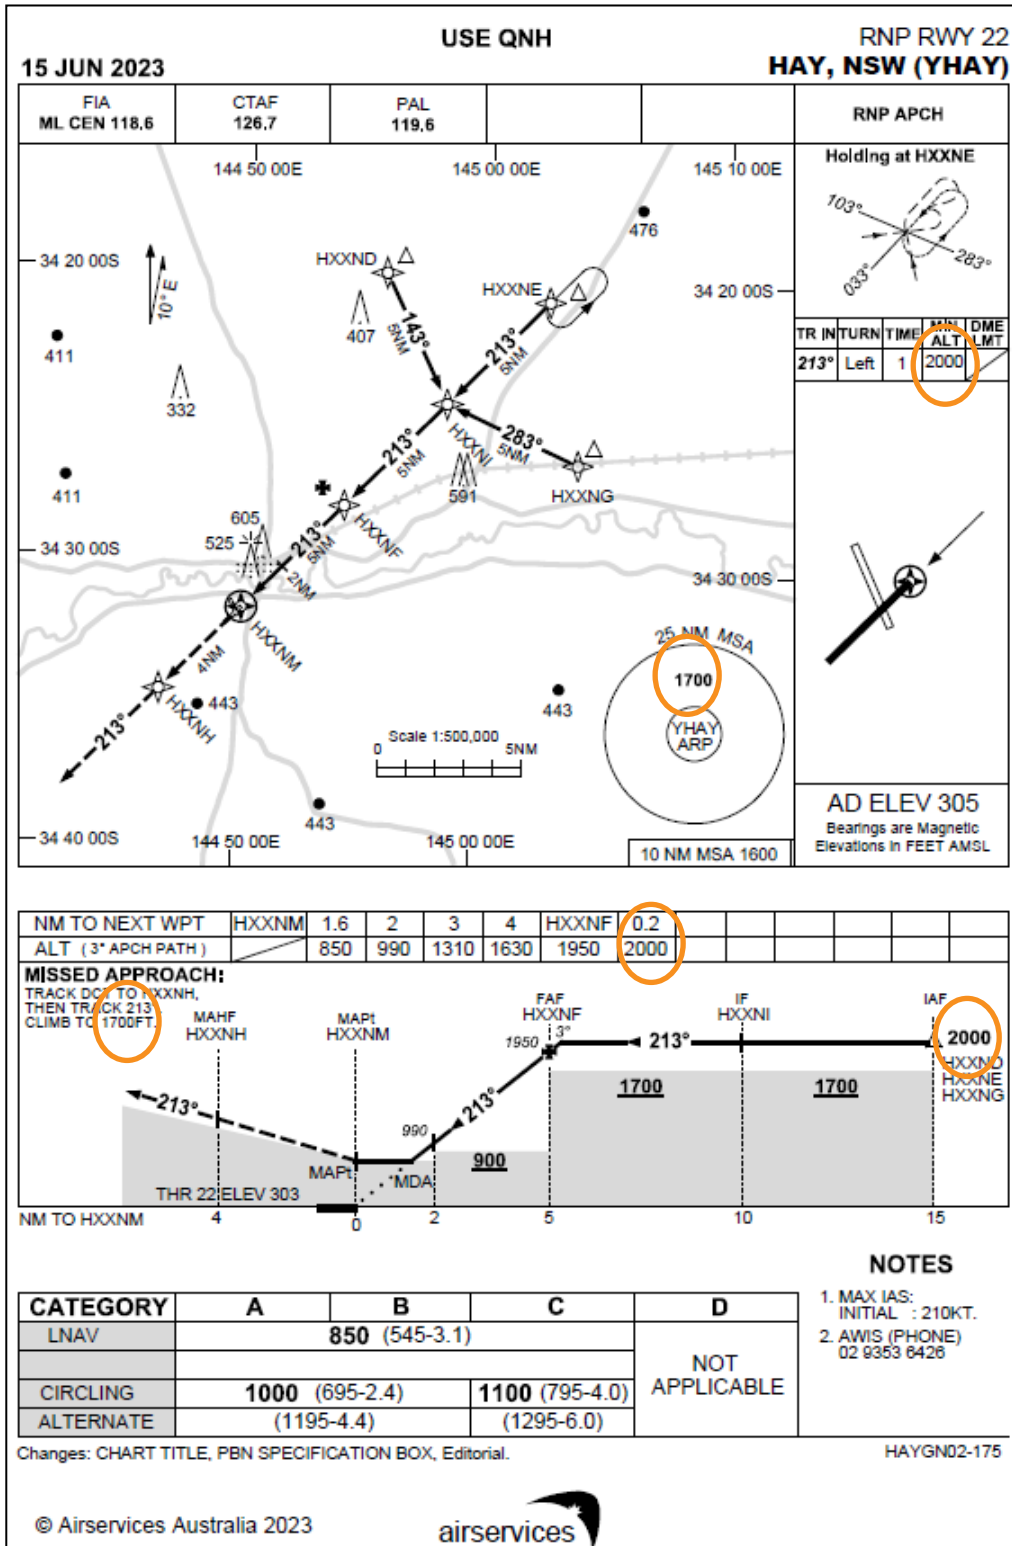 USE QNH
RNP RWY 22
15 JUN 2023
HAY, NSW (YHAY)
FIA
ML CEN 118.6
CTAF
126.7
PAL
119.6
RNP APCH
144 50 00E
145 00 00E
145 10 00E
Holding at HXXNE
103°
283°
033°
476
HXXND
34 20 00S
HXXNE
34 20 00S
10° E
407
143°
5NM
213°
5NM
411
332
TR IN TURN TIME MIN ALT DME LMT
213° Left 1 2000
HXXNI
283°
5NM
213°
5NM
591
HXXNG
411
HXXNF
605
525
34 30 00S
213°
5NM
2NM
34 30 00S
HXXNM
4NM
25 NM MSA
1700
YHAY
ARP
HXXNH
443
443
213°
Scale 1:500,000
0 5NM
443
34 40 00S
144 50 00E
145 00 00E
10 NM MSA 1600
AD ELEV 305
Bearings are Magnetic
Elevations in FEET AMSL
NM TO NEXT WPT HXXNM 1.6 2 3 4 HXXNF 0.2
ALT (3° APCH PATH) 850 990 1310 1630 1950 2000
MISSED APPROACH:
TRACK DCT TO HXXNH,
THEN TRACK 213°.
CLIMB TO 1700FT.
MAHF
HXXNH
MAPt
HXXNM
FAF
HXXNF
IF
HXXNI
IAF
1950 3°
213°
2000
HXXND
HXXNE
HXXNG
213°
213°
1700
1700
990
900
MAPt
MDA
THR 22 ELEV 303
NM TO HXXNM 4 0 2 5 10 15
NOTES
1. MAX IAS:
INITIAL : 210KT.
2. AWIS (PHONE)
02 9353 6426
CATEGORY A B C D
LNAV 850 (545-3.1)
NOT
APPLICABLE
CIRCLING 1000 (695-2.4) 1100 (795-4.0)
ALTERNATE (1195-4.4) (1295-6.0)
Changes: CHART TITLE, PBN SPECIFICATION BOX, Editorial.
HAYGN02-175
© Airservices Australia 2023
airservices